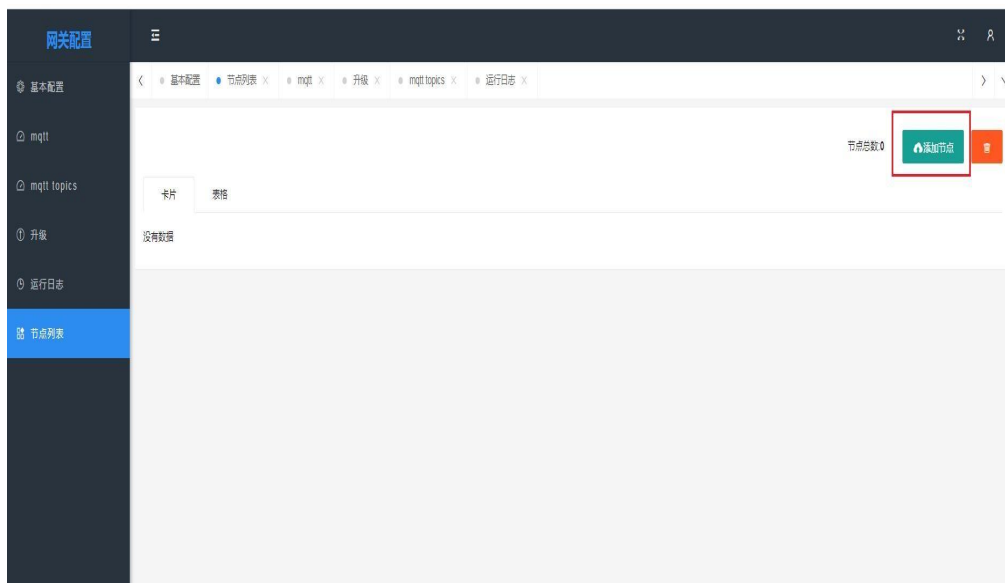 网关配置
基本配置
mqtt
mqtt topics
升级
运行日志
节点列表
基本配置 节点列表 mqtt 升级 mqtt topics 运行日志
节点总数:0 添加节点
卡片 表格
没有数据